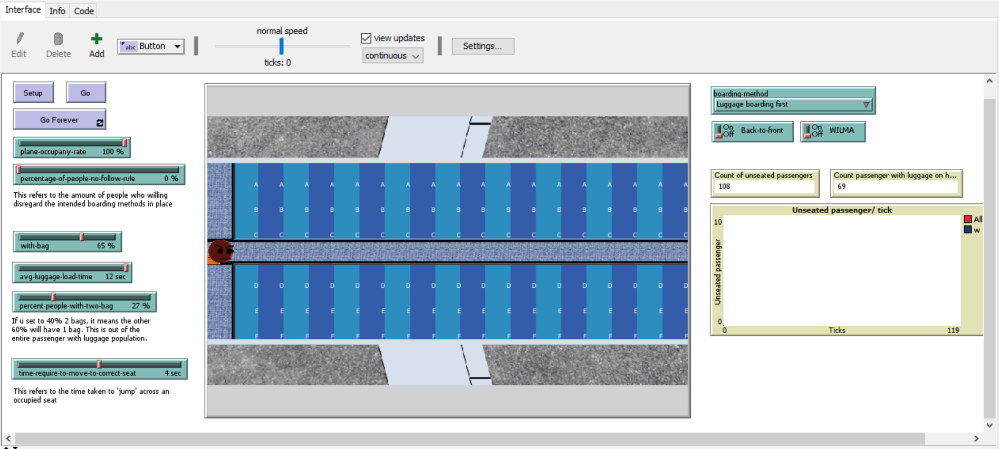 Interface Info Code
Edit Delete Add abc Button
normal speed
ticks: 0
view updates
continuous
Settings...
Setup Go
Go Forever
plane-occupany-rate 100 %
percentage-of-people-no-follow-rule 0 %
This refers to the amount of people who willing
disregard the intended boarding methods in place
with-bag 65 %
avg-luggage-load-time 12 sec
percent-people-with-two-bag 27 %
If u set to 40% 2 bags, it means the other
60% will have 1 bag. This is out of the
entire passenger with luggage population.
time-require-to-move-to-correct-seat 4 sec
This refers to the time taken to 'jump' across an
occupied seat
A A A A A A A A A A A A A A A A A A
B B B B B B B B B B B B B B B B B B
C C C C C C C C C C C C C C C C C C
D D D D D D D D D D D D D D D D D D
E E E E E E E E E E E E E E E E E E
F F F F F F F F F F F F F F F F F F
boarding-method
Luggage boarding first
On
Off
Back-to-front
On
Off
WILMA
Count of unseated passengers
108
Count passenger with luggage on h...
69
Unseated passenger/ tick
Unseated passenger
10
0
0
Ticks
119
All
w